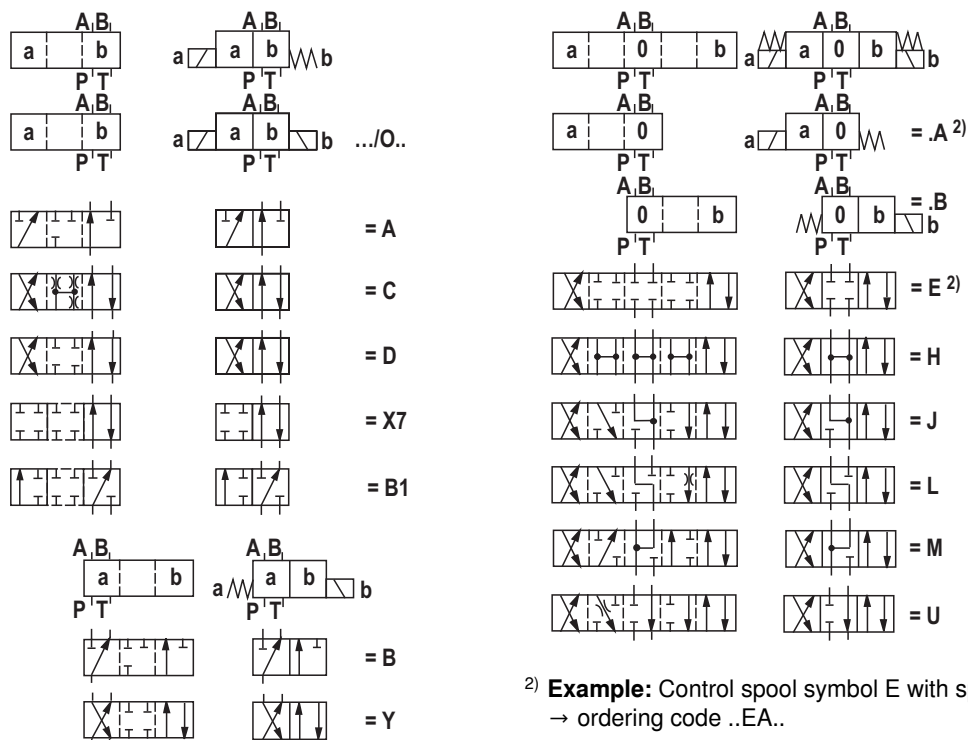 A B
a b
P T
A B
a a b b
P T
A B
a b
P T
A B
a a b b .../O..
P T
= A
= C
= D
= X7
= B1
A B
a b
P T
A B
a a b b
P T
= B
= Y
A B
a 0 b
P T
A B
a a 0 b b
P T
A B
a 0
P T
A B
a a 0 = .A 2)
P T
A B
0 b
P T
A B
0 b b = .B
P T
= E 2)
= H
= J
= L
= M
= U
2) Example: Control spool symbol E with s
→ ordering code ..EA..